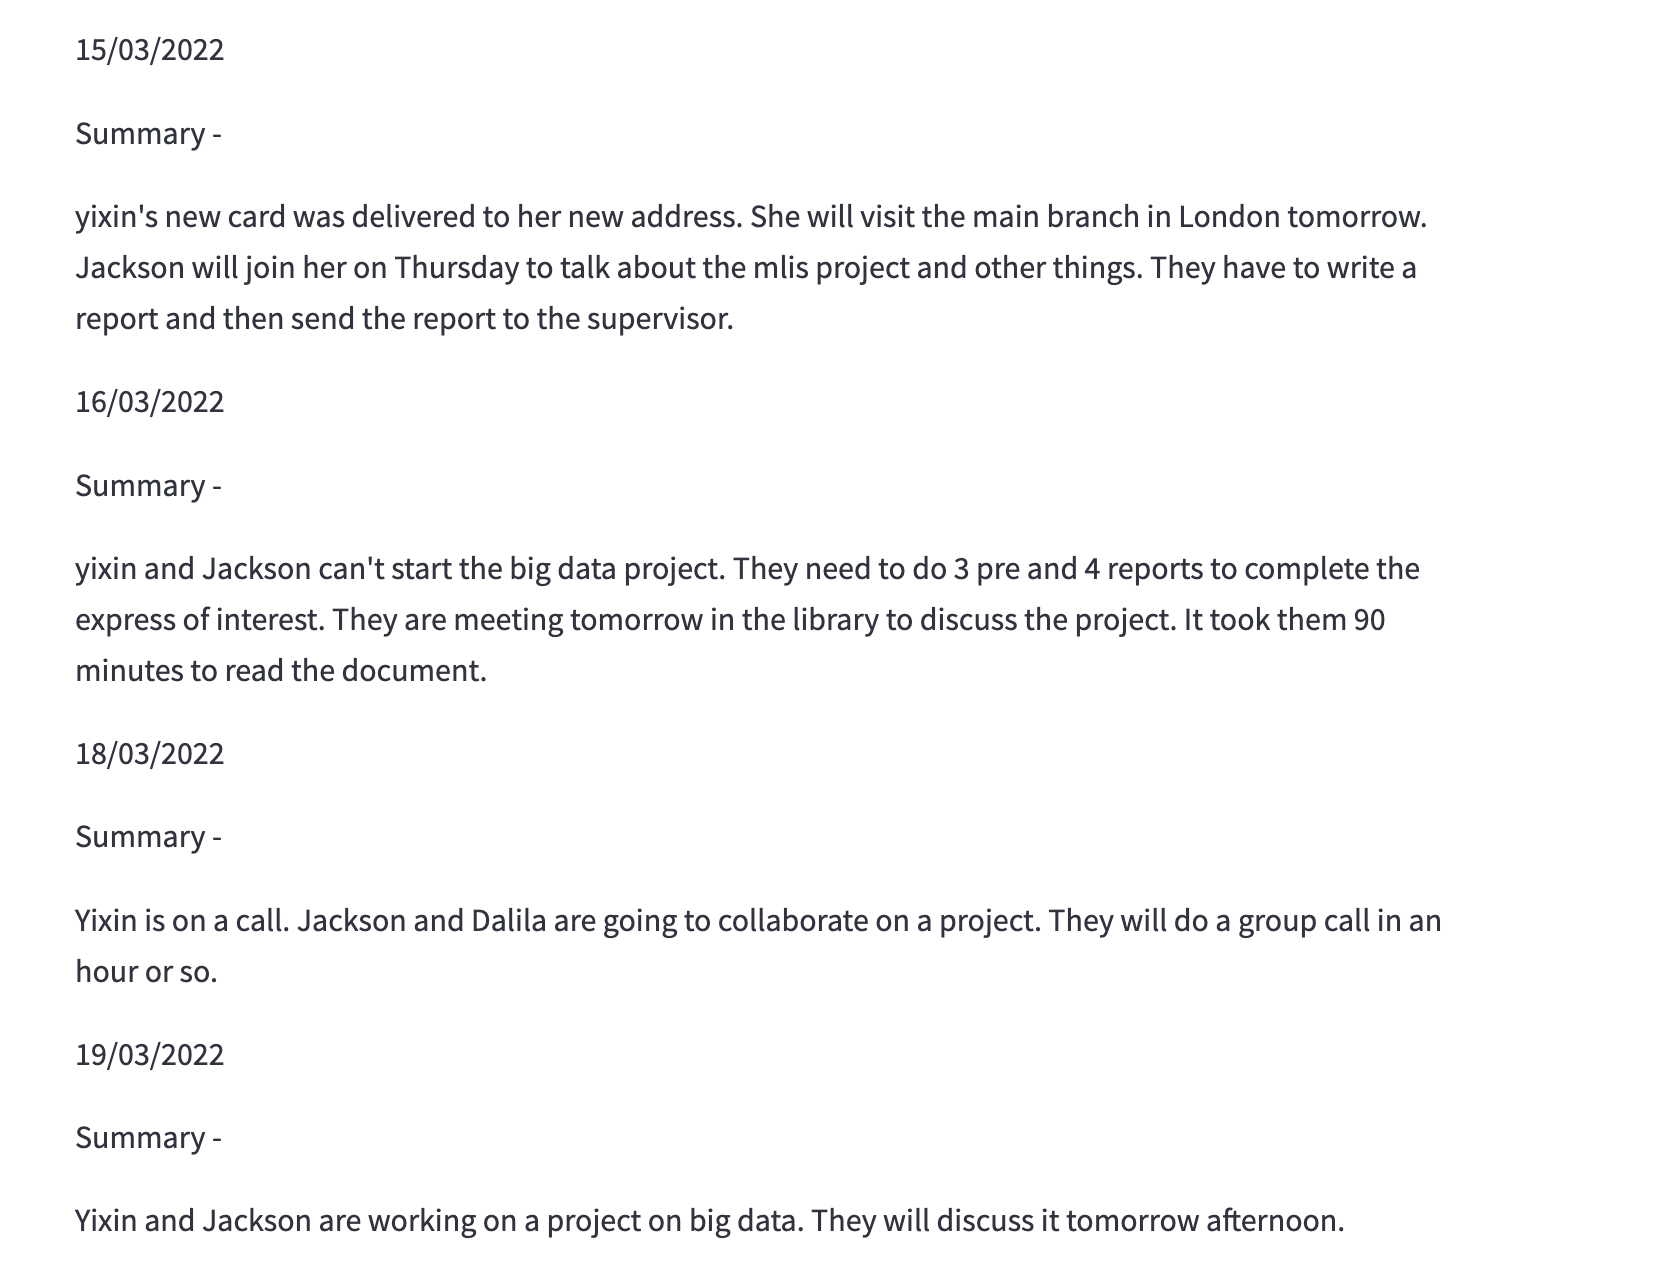 15/03/2022
Summary -
yixin's new card was delivered to her new address. She will visit the main branch in London tomorrow.
Jackson will join her on Thursday to talk about the mlis project and other things. They have to write a
report and then send the report to the supervisor.
16/03/2022
Summary -
yixin and Jackson can't start the big data project. They need to do 3 pre and 4 reports to complete the
express of interest. They are meeting tomorrow in the library to discuss the project. It took them 90
minutes to read the document.
18/03/2022
Summary -
Yixin is on a call. Jackson and Dalila are going to collaborate on a project. They will do a group call in an
hour or so.
19/03/2022
Summary -
Yixin and Jackson are working on a project on big data. They will discuss it tomorrow afternoon.